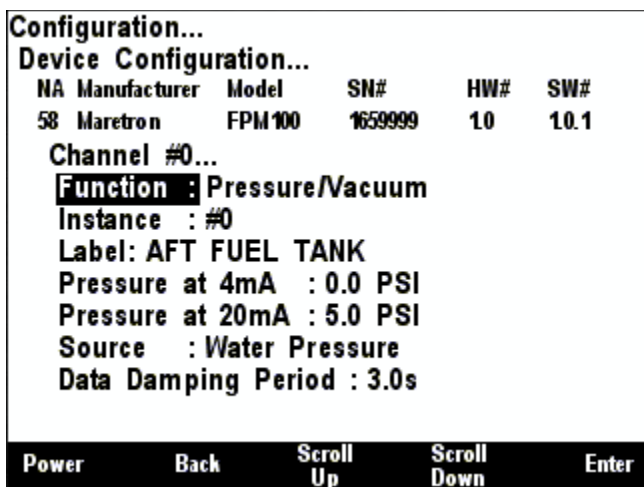 Configuration...
Device Configuration...
NA Manufacturer Model SN# HW# SW#
58 Maretron FPM100 1659999 1.0 1.0.1
Channel #0...
Function : Pressure/Vacuum
Instance : #0
Label: AFT FUEL TANK
Pressure at 4mA : 0.0 PSI
Pressure at 20mA : 5.0 PSI
Source : Water Pressure
Data Damping Period : 3.0s
Power Back Scroll Up Scroll Down Enter